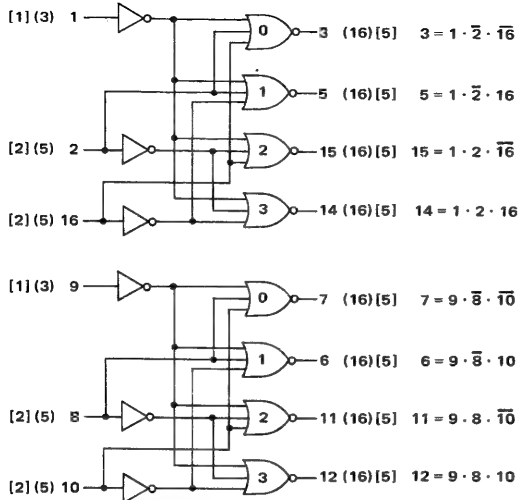 [1] (3) 1
0
3 (16) [5] 3 = 1 · 2̅ · 1̅6̅
1
5 (16) [5] 5 = 1 · 2̅ · 16
[2] (5) 2
2
15 (16) [5] 15 = 1 · 2 · 1̅6̅
[2] (5) 16
3
14 (16) [5] 14 = 1 · 2 · 16
[1] (3) 9
0
7 (16) [5] 7 = 9 · 8̅ · 1̅0̅
1
6 (16) [5] 6 = 9 · 8̅ · 10
[2] (5) 8
2
11 (16) [5] 11 = 9 · 8 · 1̅0̅
[2] (5) 10
3
12 (16) [5] 12 = 9 · 8 · 10